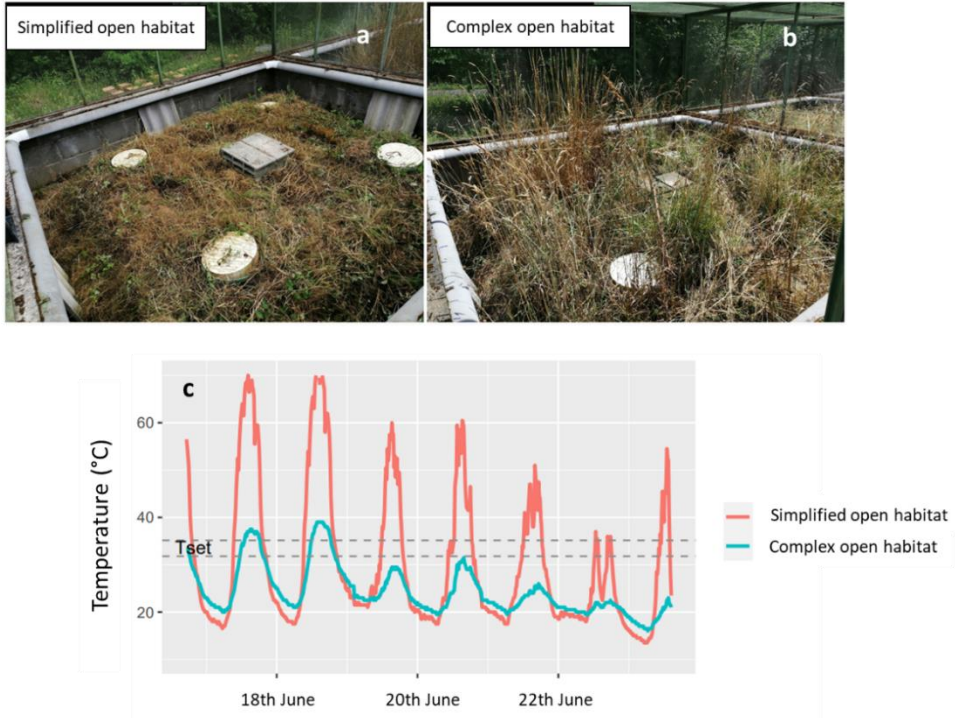 Simplified open habitat
a
Complex open habitat
b
c
Temperature (°C)
60
40
20
Tset
18th June
20th June
22th June
Simplified open habitat
Complex open habitat